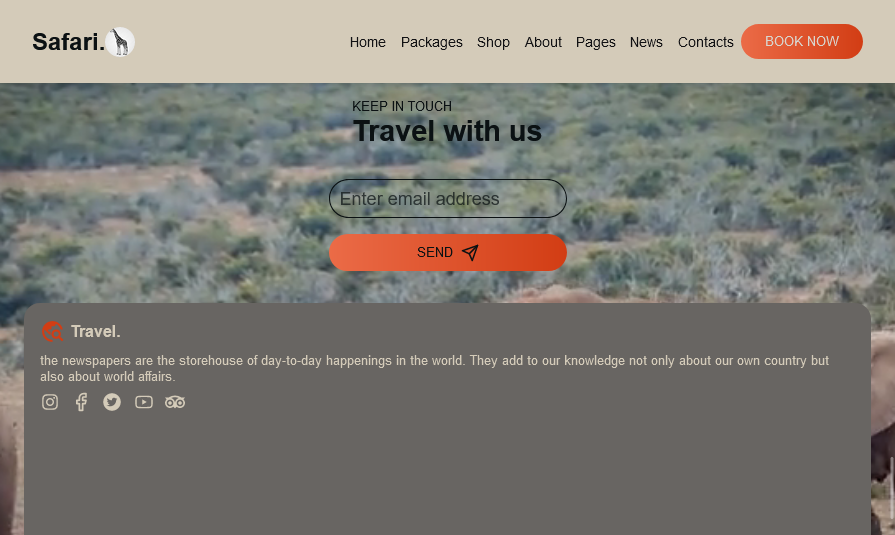 Safari.
Home Packages Shop About Pages News Contacts BOOK NOW
KEEP IN TOUCH
Travel with us
Enter email address
SEND
Travel.
the newspapers are the storehouse of day-to-day happenings in the world. They add to our knowledge not only about our own country but
also about world affairs.